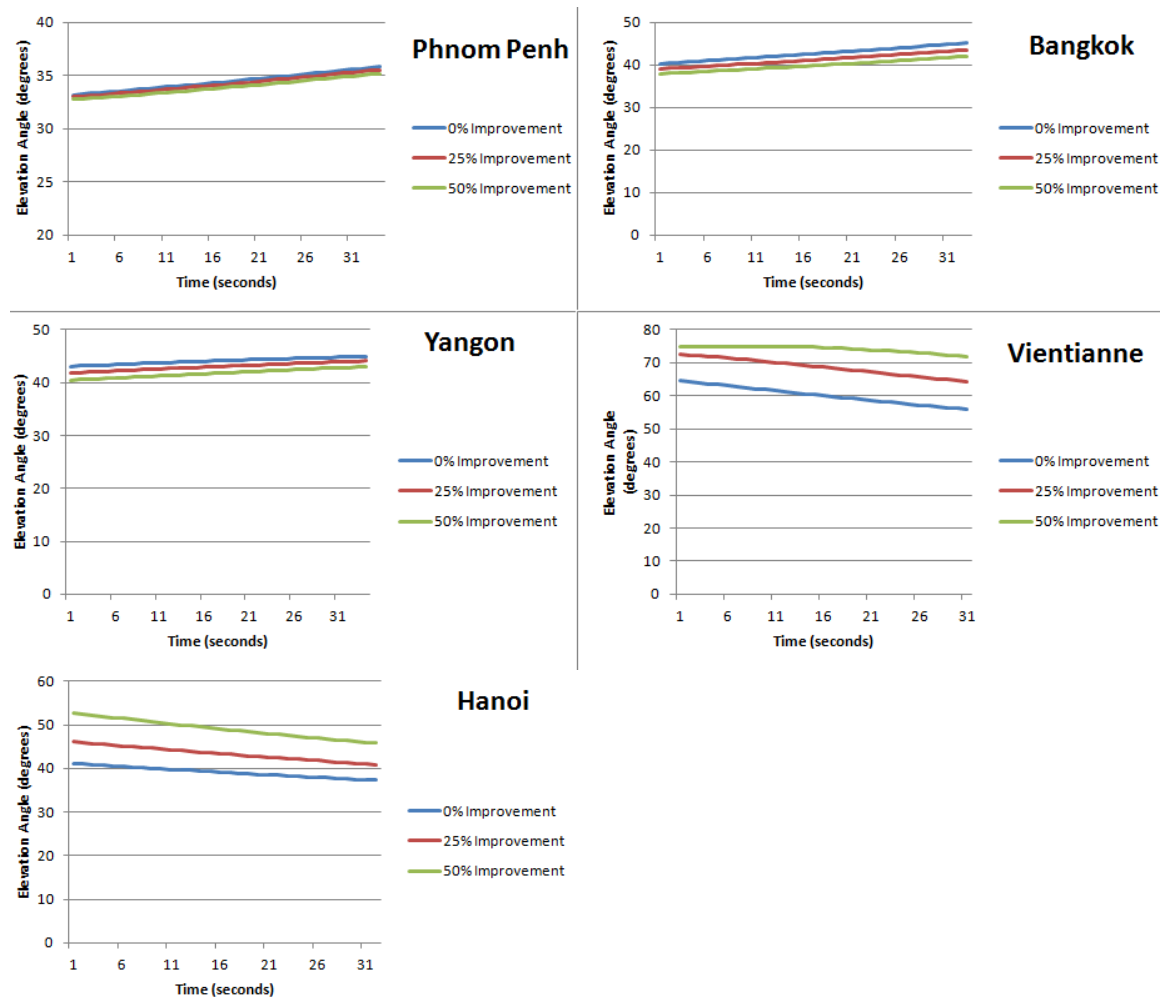 Phnom Penh
Elevation Angle (degrees)
40
35
30
25
20
1 6 11 16 21 26 31
Time (seconds)
0% Improvement
25% Improvement
50% Improvement
Bangkok
Elevation Angle (degrees)
50
40
30
20
10
0
1 6 11 16 21 26 31
Time (seconds)
0% Improvement
25% Improvement
50% Improvement
Yangon
Elevation Angle (degrees)
50
40
30
20
10
0
1 6 11 16 21 26 31
Time (seconds)
0% Improvement
25% Improvement
50% Improvement
Vientianne
Elevation Angle
(degrees)
80
70
60
50
40
30
20
10
0
1 6 11 16 21 26 31
Time (seconds)
0% Improvement
25% Improvement
50% Improvement
Hanoi
Elevation Angle (degrees)
60
50
40
30
20
10
0
1 6 11 16 21 26 31
Time (seconds)
0% Improvement
25% Improvement
50% Improvement